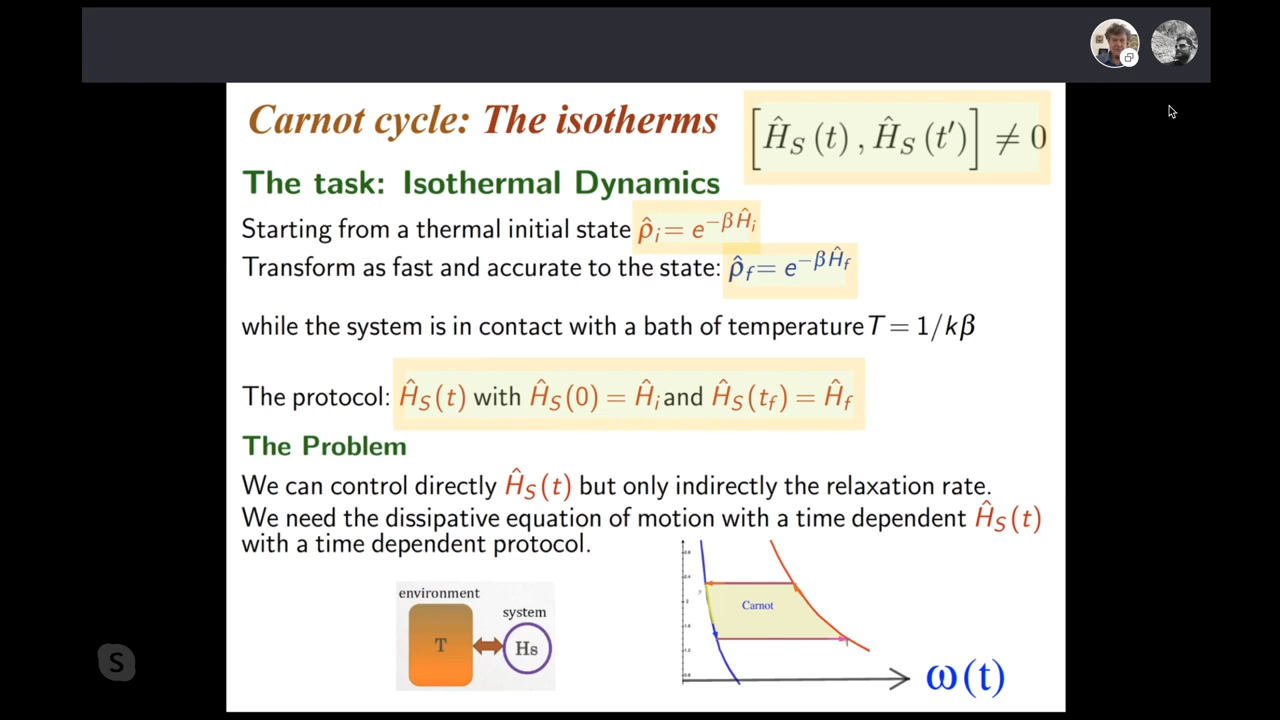 Carnot cycle: The isotherms
[Ĥ_S (t) , Ĥ_S (t′)] ≠ 0
The task: Isothermal Dynamics
Starting from a thermal initial state ρ̂_i = e^{−βĤ_i}
Transform as fast and accurate to the state: ρ̂_f = e^{−βĤ_f}
while the system is in contact with a bath of temperature T = 1/kβ
The protocol: Ĥ_S(t) with Ĥ_S(0) = Ĥ_i and Ĥ_S(t_f) = Ĥ_f
The Problem
We can control directly Ĥ_S(t) but only indirectly the relaxation rate.
We need the dissipative equation of motion with a time dependent Ĥ_S(t)
with a time dependent protocol.
environment
system
T
Hs
Carnot
ω(t)
S